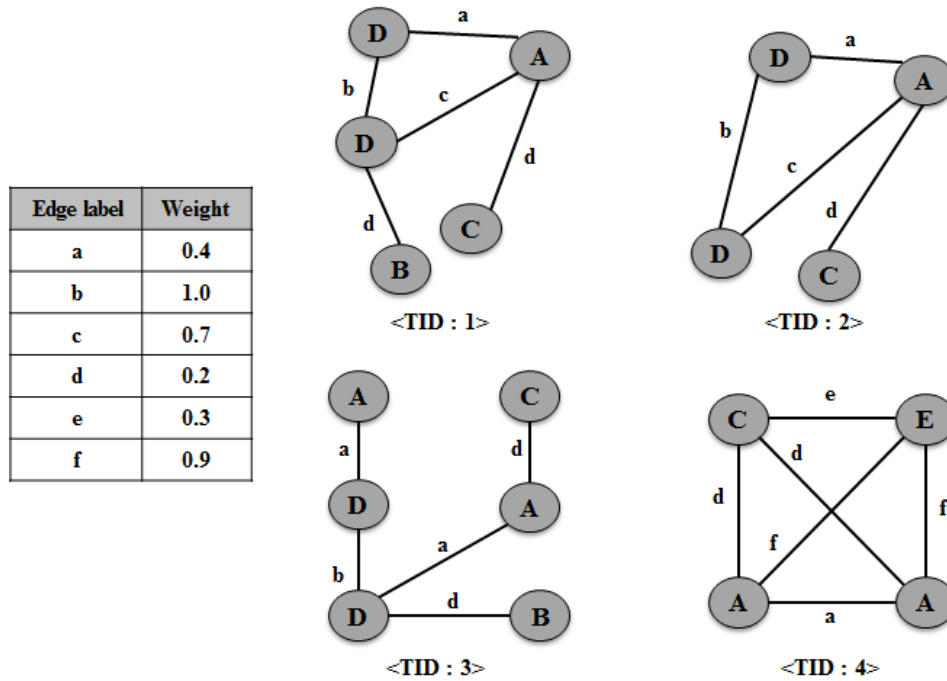 Edge label Weight
a 0.4
b 1.0
c 0.7
d 0.2
e 0.3
f 0.9
a
D
A
b
c
D
d
d
C
B
<TID : 1>
a
D
A
b
c
d
D
C
<TID : 2>
A
C
a
d
D
A
a
b
d
D
B
<TID : 3>
e
C
E
d
d
f
f
A
A
a
<TID : 4>